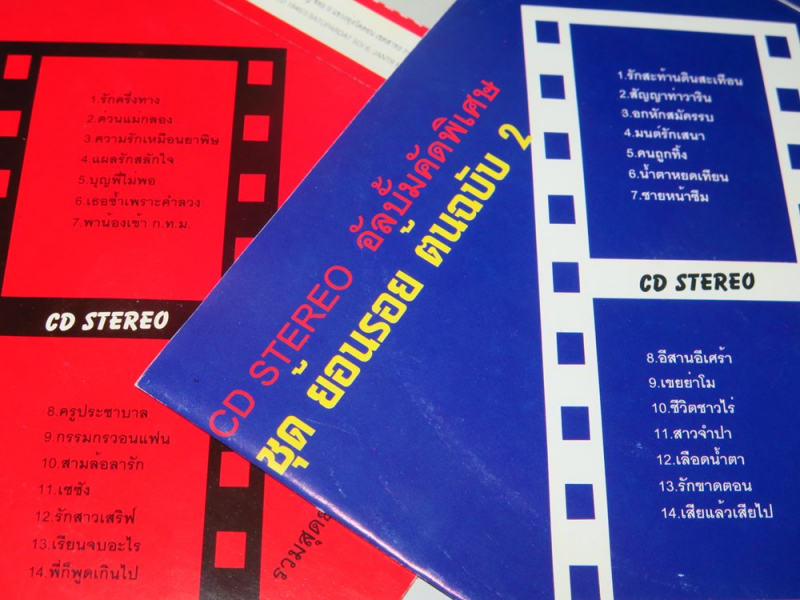 1.รักครึ่งทาง
2.ด่วนแม่กลอง
3.ความรักเหมือนยาพิษ
4.แผลรักสลักใจ
5.บุญพี่ไม่พอ
6.เธอช้ำเพราะคำลวง
7.พาน้องเข้า ก.ท.ม.
CD STEREO
8.ครูประชาบาล
9.กรรมกรวอนแฟน
10.สามล้อลารัก
11.เซซัง
12.รักสาวเสริฟ
13.เรียนจบอะไร
14.พี่ก็พูดเกินไป
CD STEREO อัลบั้มคัดพิเศษ
ชุด ย้อนรอย ต้นฉบับ 2
1.รักสะท้านดินสะเทือน
2.สัญญาท่าวาริน
3.อกหักสมัครรบ
4.มนต์รักเสนา
5.คนถูกทิ้ง
6.น้ำตาหยดเทียน
7.ชายหน้าซึม
CD STEREO
8.อีสานอีเศร้า
9.เขยย่าโม
10.ชีวิตชาวไร่
11.สาวจำปา
12.เลือดน้ำตา
13.รักขาดตอน
14.เสียแล้วเสียไป
รวมสุดย